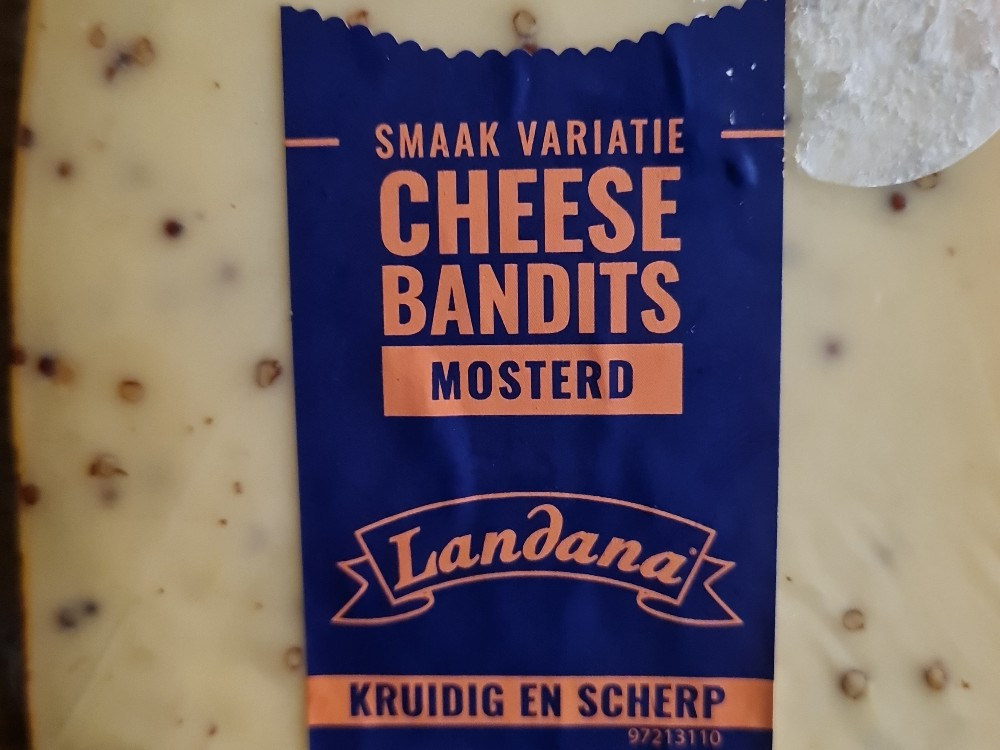 SMAAK VARIATIE
CHEESE
BANDITS
MOSTERD
Landana
KRUIDIG EN SCHERP
97213110